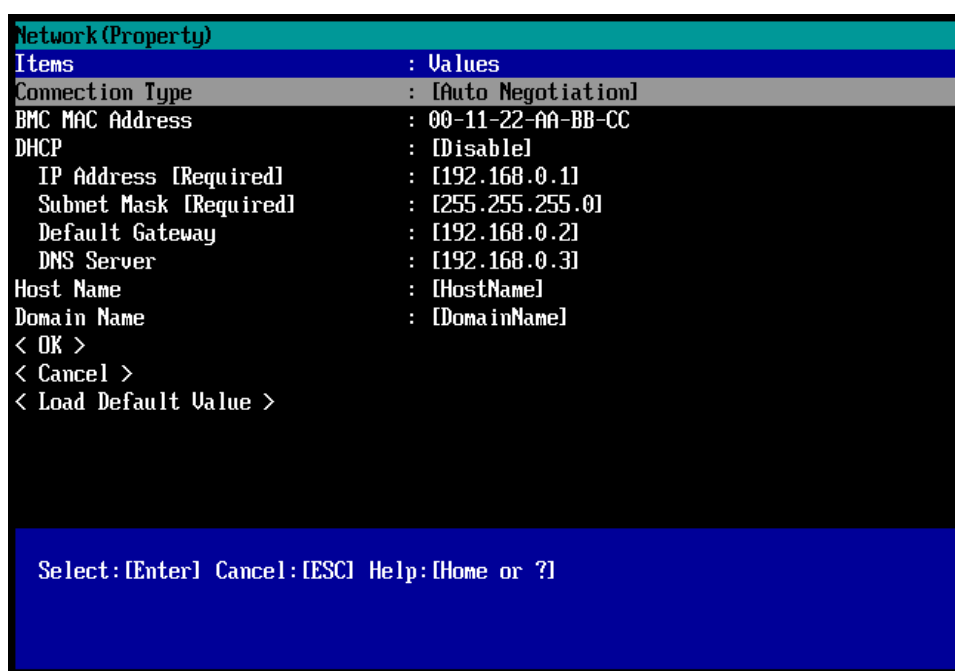 Network(Property)
Items : Values
Connection Type : [Auto Negotiation]
BMC MAC Address : 00-11-22-AA-BB-CC
DHCP : [Disable]
IP Address [Required] : [192.168.0.1]
Subnet Mask [Required] : [255.255.255.0]
Default Gateway : [192.168.0.2]
DNS Server : [192.168.0.3]
Host Name : [HostName]
Domain Name : [DomainName]
< OK >
< Cancel >
< Load Default Value >
Select:[Enter] Cancel:[ESC] Help:[Home or ?]